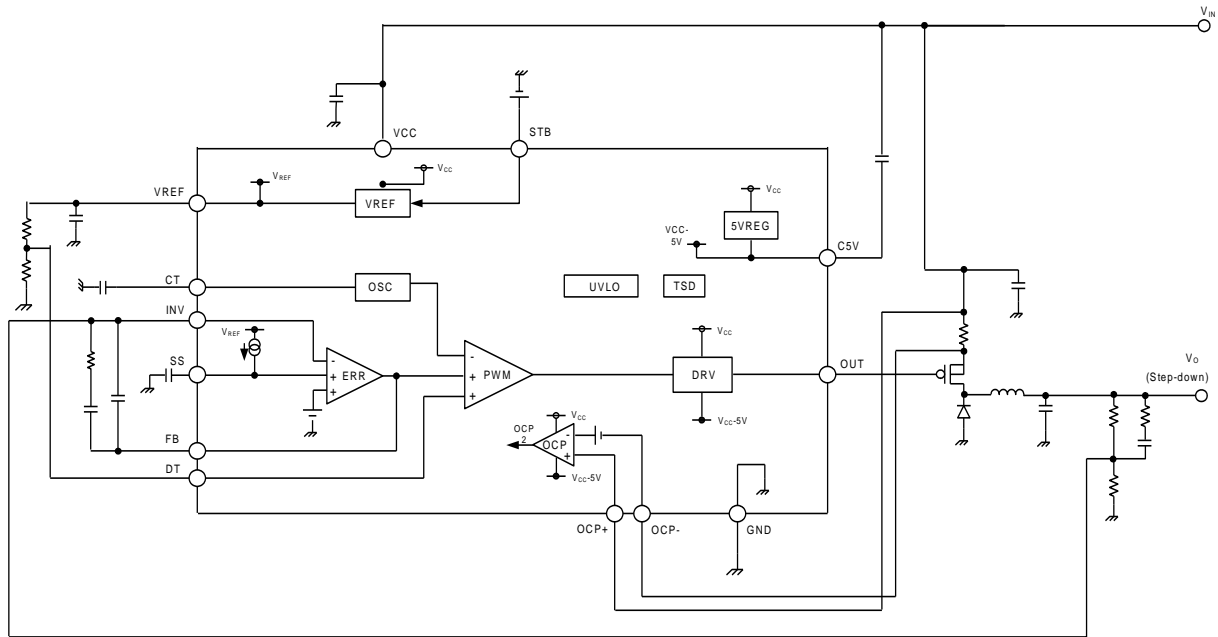 VIN
VCC
STB
VCC
VREF
VREF
VREF
VCC
5VREG
VCC-
5V
C5V
CT
OSC
UVLO
TSD
INV
VREF
VCC
SS
-
+
+
ERR
-
+
+
PWM
DRV
OUT
VO
(Step-down)
VCC-5V
FB
OCP
2
VCC
-
+
OCP
VCC-5V
DT
OCP+
OCP-
GND